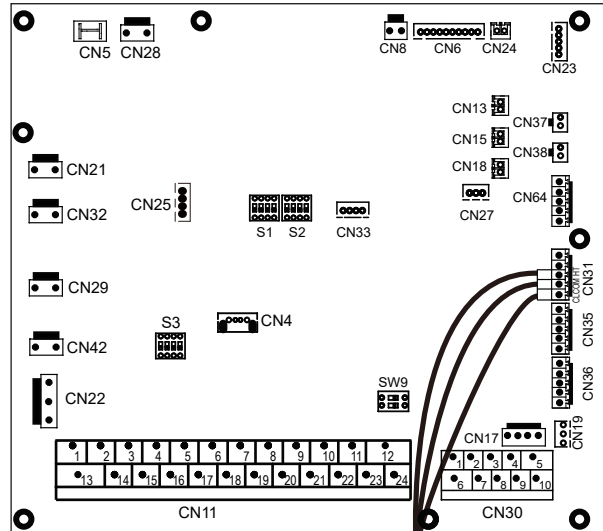 CN5
CN28
CN8
CN6
CN24
CN23
CN13
CN37
CN15
CN38
CN18
CN21
CN32
CN25
S1
S2
CN33
CN27
CN64
CN31
CLCOM HT
CN29
CN4
CN35
S3
CN42
CN36
CN22
SW9
CN17
CN19
1 2 3 4 5 6 7 8 9 10 11 12
13 14 15 16 17 18 19 20 21 22 23 24
CN11
1 2 3 4 5
6 7 8 9 10
CN30